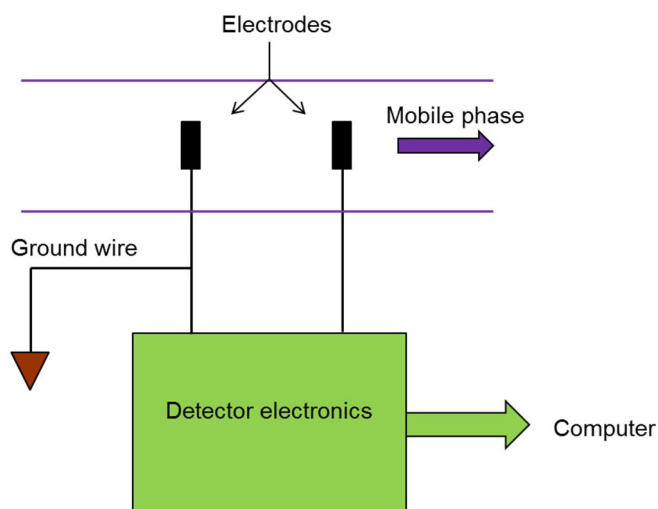 Electrodes
Mobile phase
Ground wire
Detector electronics
Computer